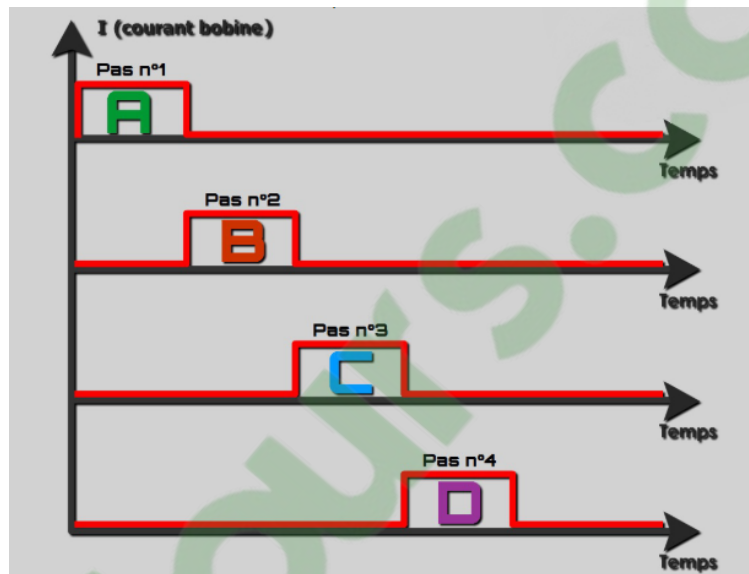 I (courant bobine)
Pas n°1
A
Temps
Pas n°2
B
Temps
Pas n°3
C
Temps
Pas n°4
D
Temps